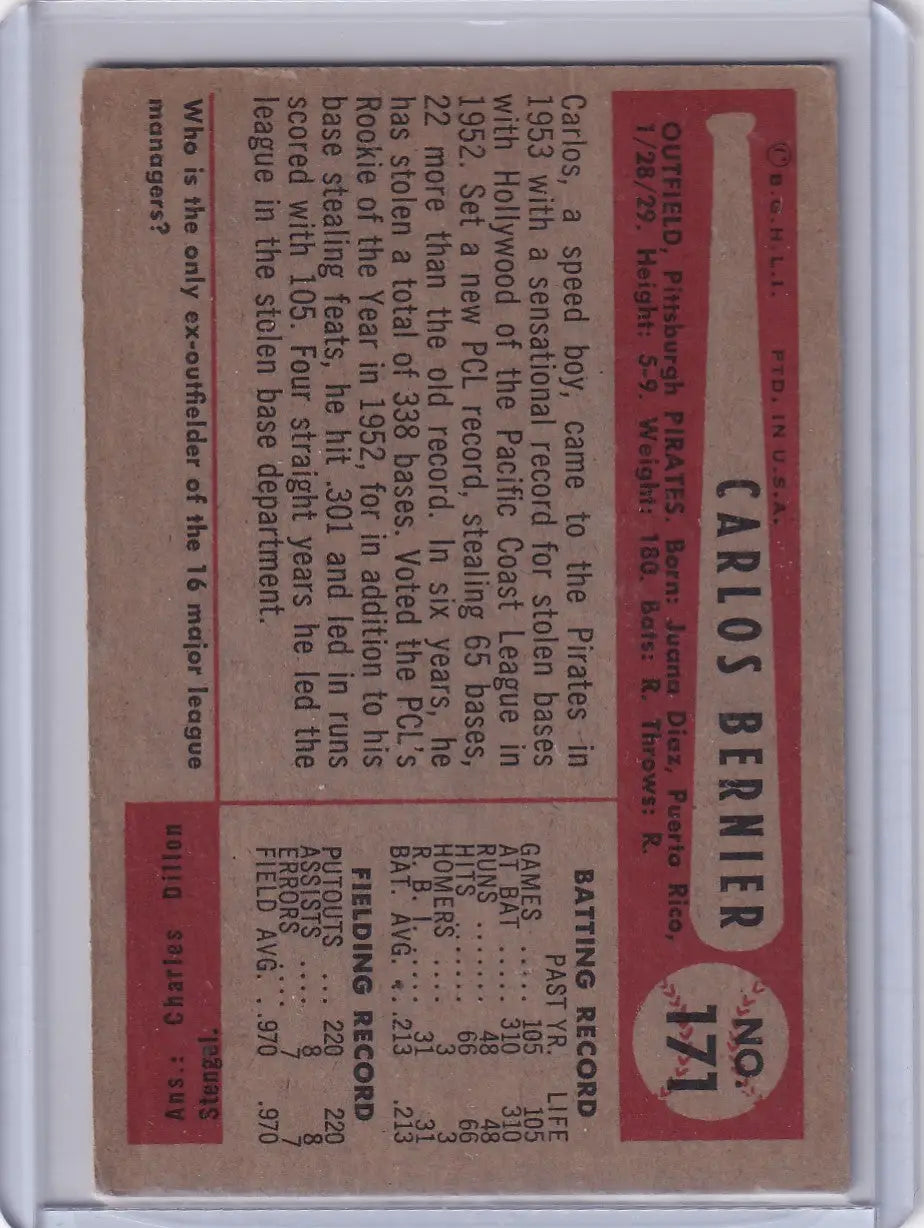 © B.G.H.L.I. PTD. IN U.S.A.
CARLOS BERNIER
NO.
171
OUTFIELD, Pittsburgh PIRATES. Born: Juana Diaz, Puerto Rico,
1/28/29. Height: 5-9. Weight: 180. Bats: R. Throws: R.
Carlos, a speed boy, came to the Pirates in
1953 with a sensational record for stolen bases
with Hollywood of the Pacific Coast League in
1952. Set a new PCL record, stealing 65 bases,
22 more than the old record. In six years, he
has stolen a total of 338 bases. Voted the PCL's
Rookie of the Year in 1952, for in addition to his
base stealing feats, he hit .301 and led in runs
scored with 105. Four straight years he led the
league in the stolen base department.
BATTING RECORD
PAST YR. LIFE
GAMES .... 105 105
AT BAT .... 310 310
RUNS ...... 48 48
HITS ...... 66 66
HOMERS ..... 3 3
R. B. I. .... 31 31
BAT. AVG. .. .213 .213
FIELDING RECORD
PUTOUTS ... 220 220
ASSISTS .... 8 8
ERRORS .... 7 7
FIELD AVG. . .970 .970
Who is the only ex-outfielder of the 16 major league
managers?
Ans: Charles Dillon
Stengel.